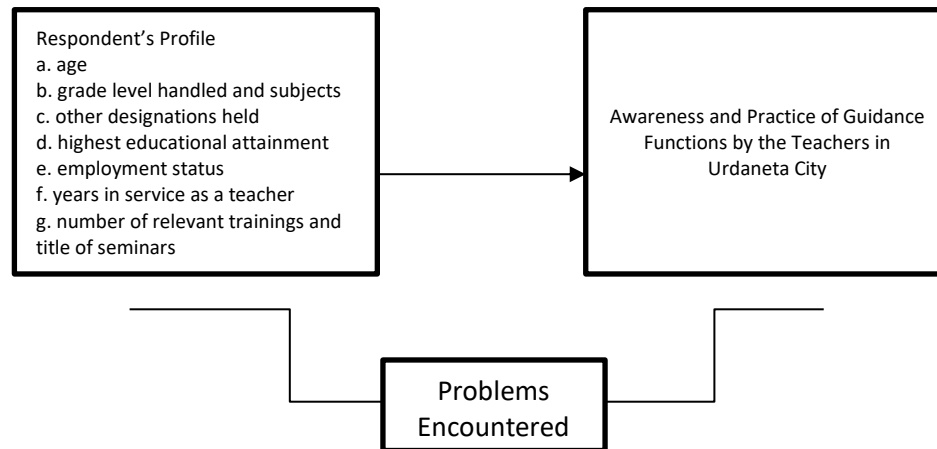 Respondent’s Profile
a. age
b. grade level handled and subjects
c. other designations held
d. highest educational attainment
e. employment status
f. years in service as a teacher
g. number of relevant trainings and
title of seminars
Awareness and Practice of Guidance
Functions by the Teachers in
Urdaneta City
Problems
Encountered